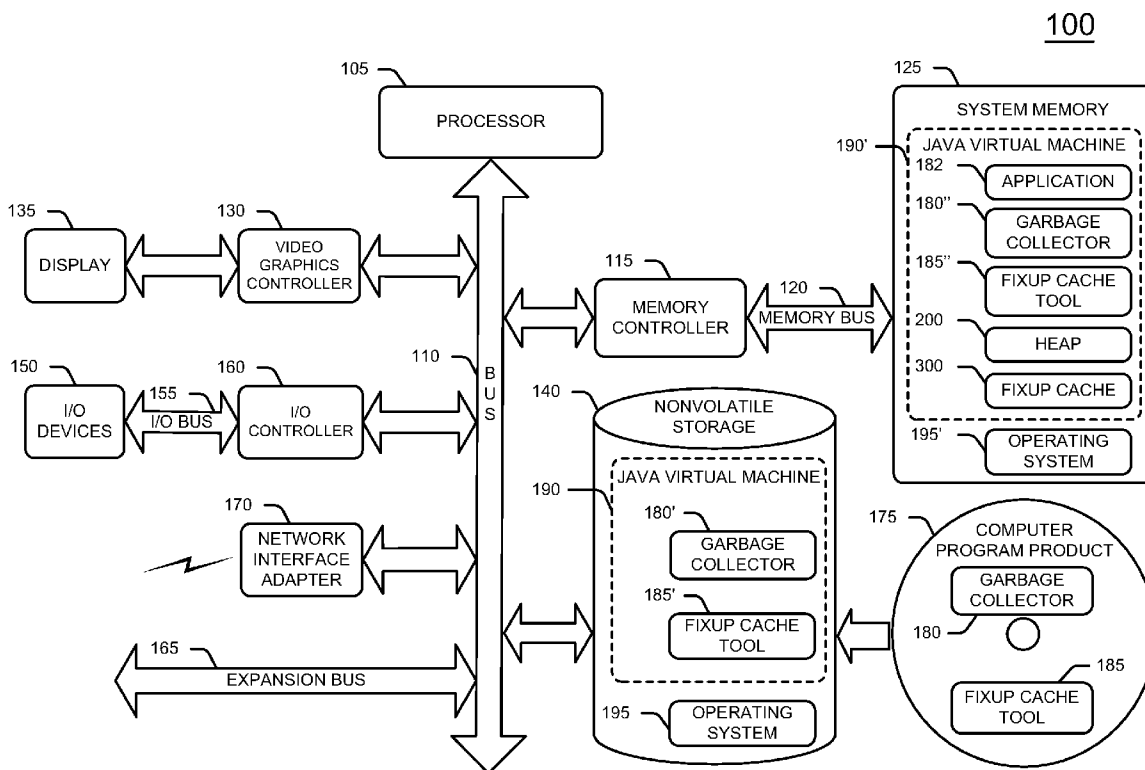 100
105
PROCESSOR
125
SYSTEM MEMORY
JAVA VIRTUAL MACHINE
190'
182
APPLICATION
180"
GARBAGE
COLLECTOR
185"
FIXUP CACHE
TOOL
200
HEAP
300
FIXUP CACHE
195'
OPERATING
SYSTEM
135
DISPLAY
130
VIDEO
GRAPHICS
CONTROLLER
115
MEMORY
CONTROLLER
120
MEMORY BUS
110
BUS
150
I/O
DEVICES
155
I/O BUS
160
I/O
CONTROLLER
140
NONVOLATILE
STORAGE
JAVA VIRTUAL MACHINE
190
180'
GARBAGE
COLLECTOR
185'
FIXUP CACHE
TOOL
195
OPERATING
SYSTEM
170
NETWORK
INTERFACE
ADAPTER
165
EXPANSION BUS
175
COMPUTER
PROGRAM PRODUCT
GARBAGE
COLLECTOR
180
185
FIXUP CACHE
TOOL